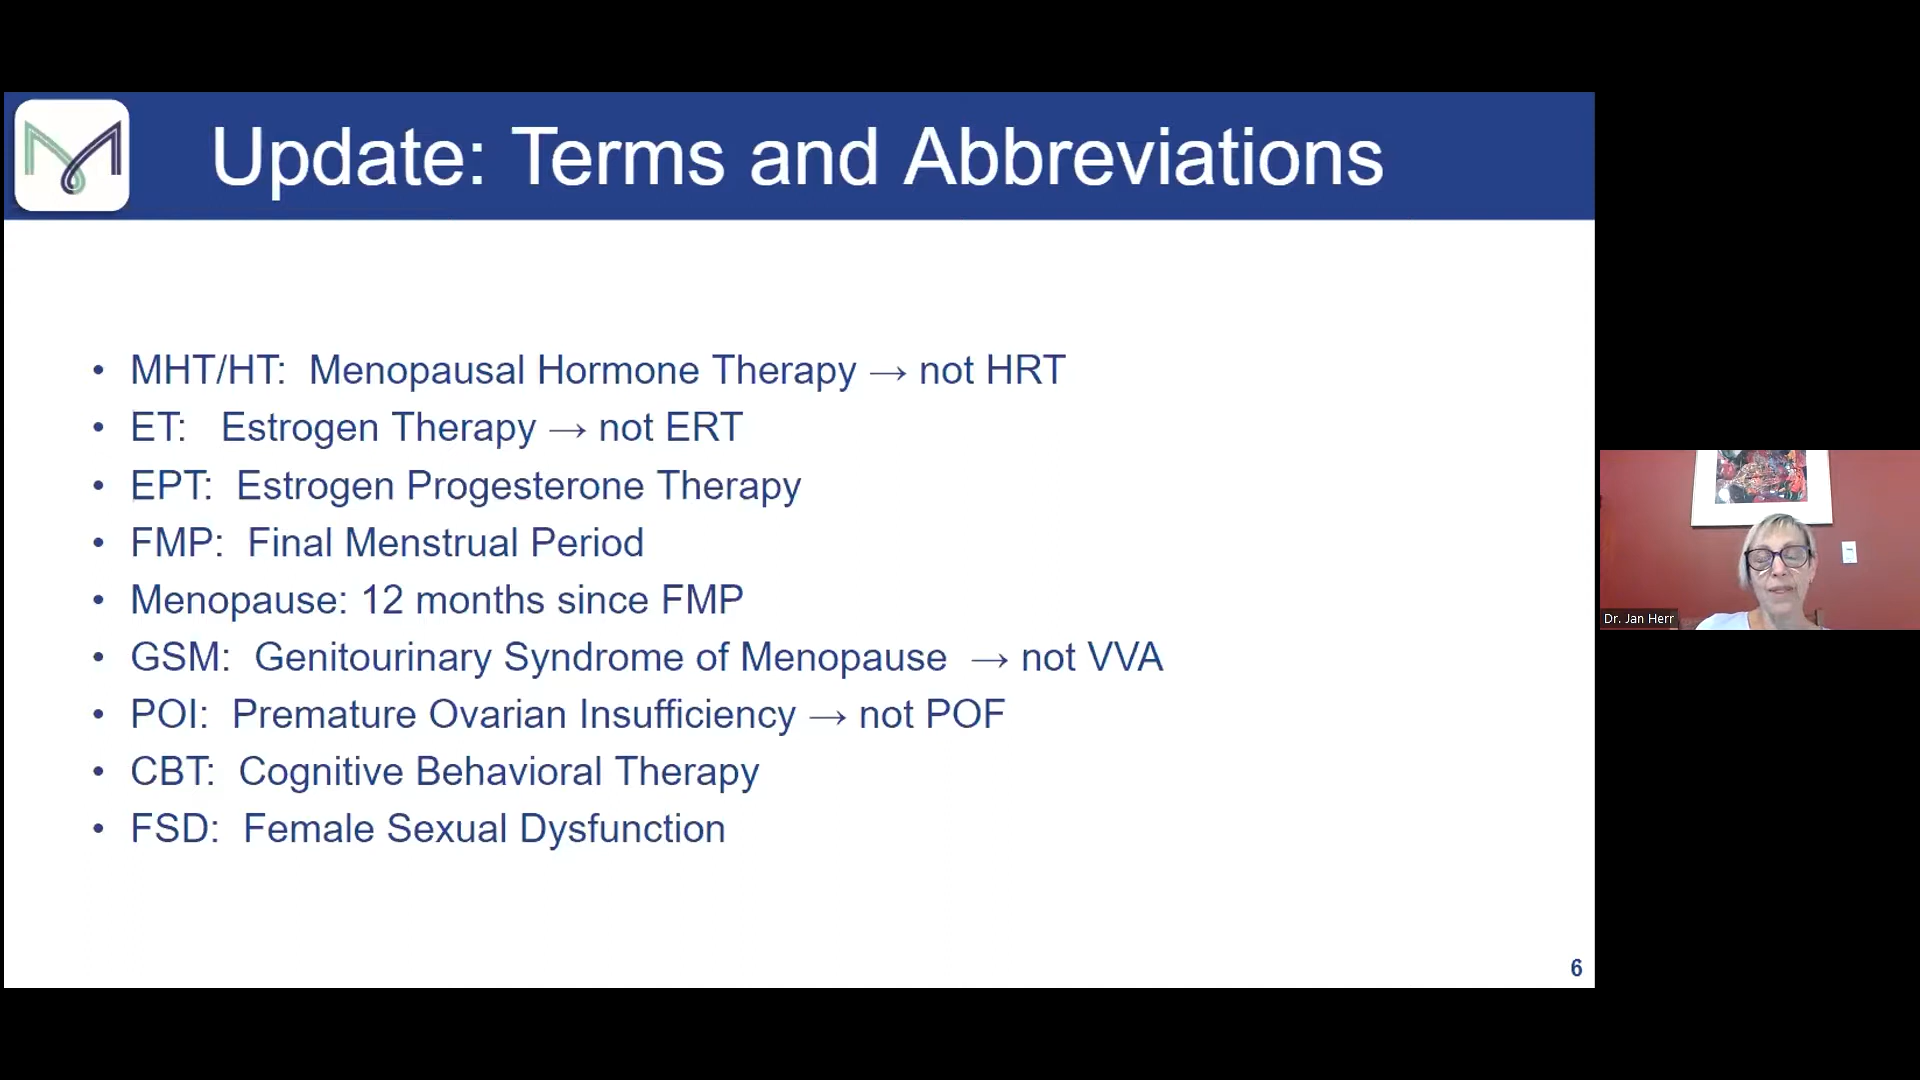 Update: Terms and Abbreviations
• MHT/HT: Menopausal Hormone Therapy → not HRT
• ET: Estrogen Therapy → not ERT
• EPT: Estrogen Progesterone Therapy
• FMP: Final Menstrual Period
• Menopause: 12 months since FMP
• GSM: Genitourinary Syndrome of Menopause → not VVA
• POI: Premature Ovarian Insufficiency → not POF
• CBT: Cognitive Behavioral Therapy
• FSD: Female Sexual Dysfunction
6
Dr. Jan Herr